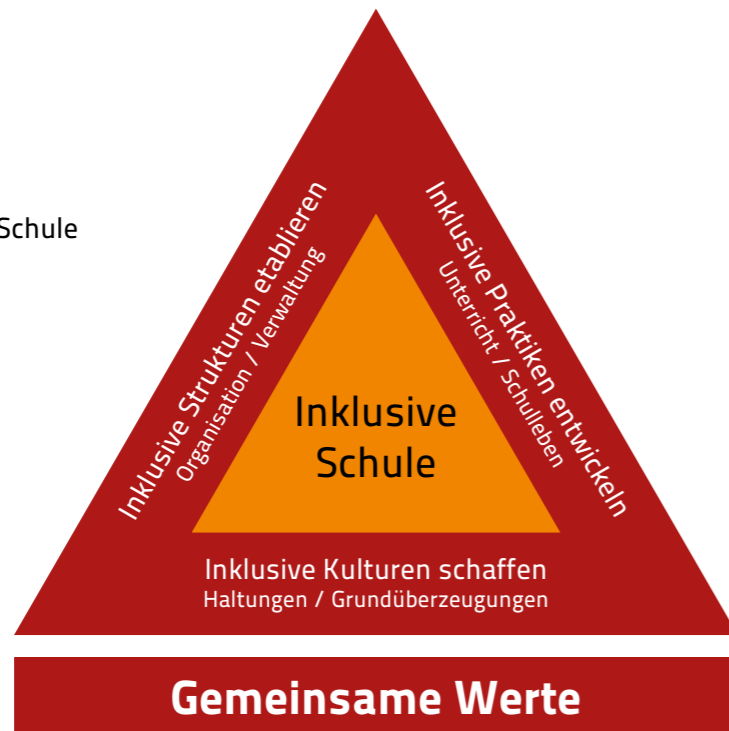 Schule
Inklusive Strukturen etablieren
Organisation / Verwaltung
Inklusive Praktiken entwickeln
Unterricht / Schulleben
Inklusive
Schule
Inklusive Kulturen schaffen
Haltungen / Grundüberzeugungen
Gemeinsame Werte